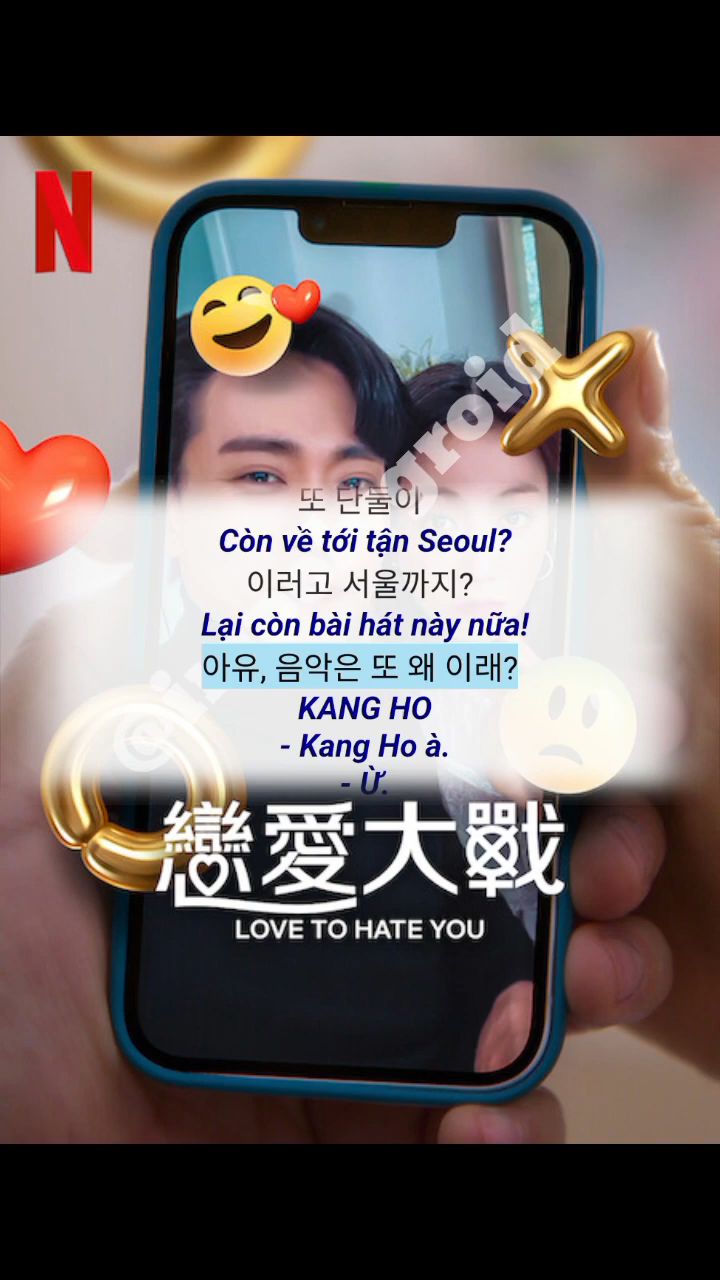 N
또 단둘이
Còn về tới tận Seoul?
이러고 서울까지?
Lại còn bài hát này nữa!
아유, 음악은 또 왜 이래?
KANG HO
- Kang Ho à.
- Ừ.
戀愛大戰
LOVE TO HATE YOU
groid